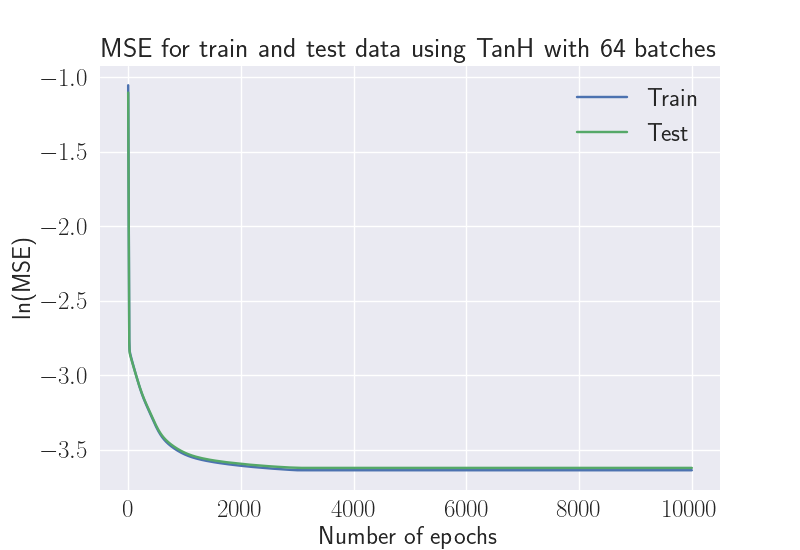 MSE for train and test data using TanH with 64 batches
−1.0
−1.5
−2.0
−2.5
−3.0
−3.5
ln(MSE)
Train
Test
0
2000
4000
6000
8000
10000
Number of epochs